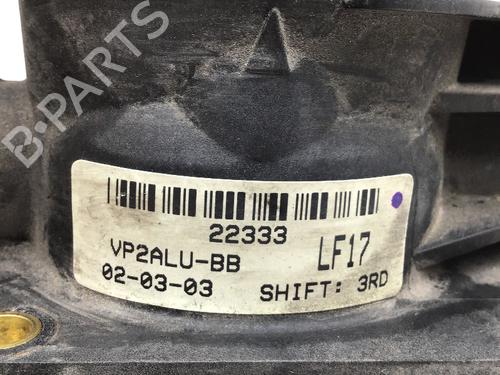 B-PARTS
22333
VP2ALU-BB LF17
02-03-03 SHIFT: 3RD